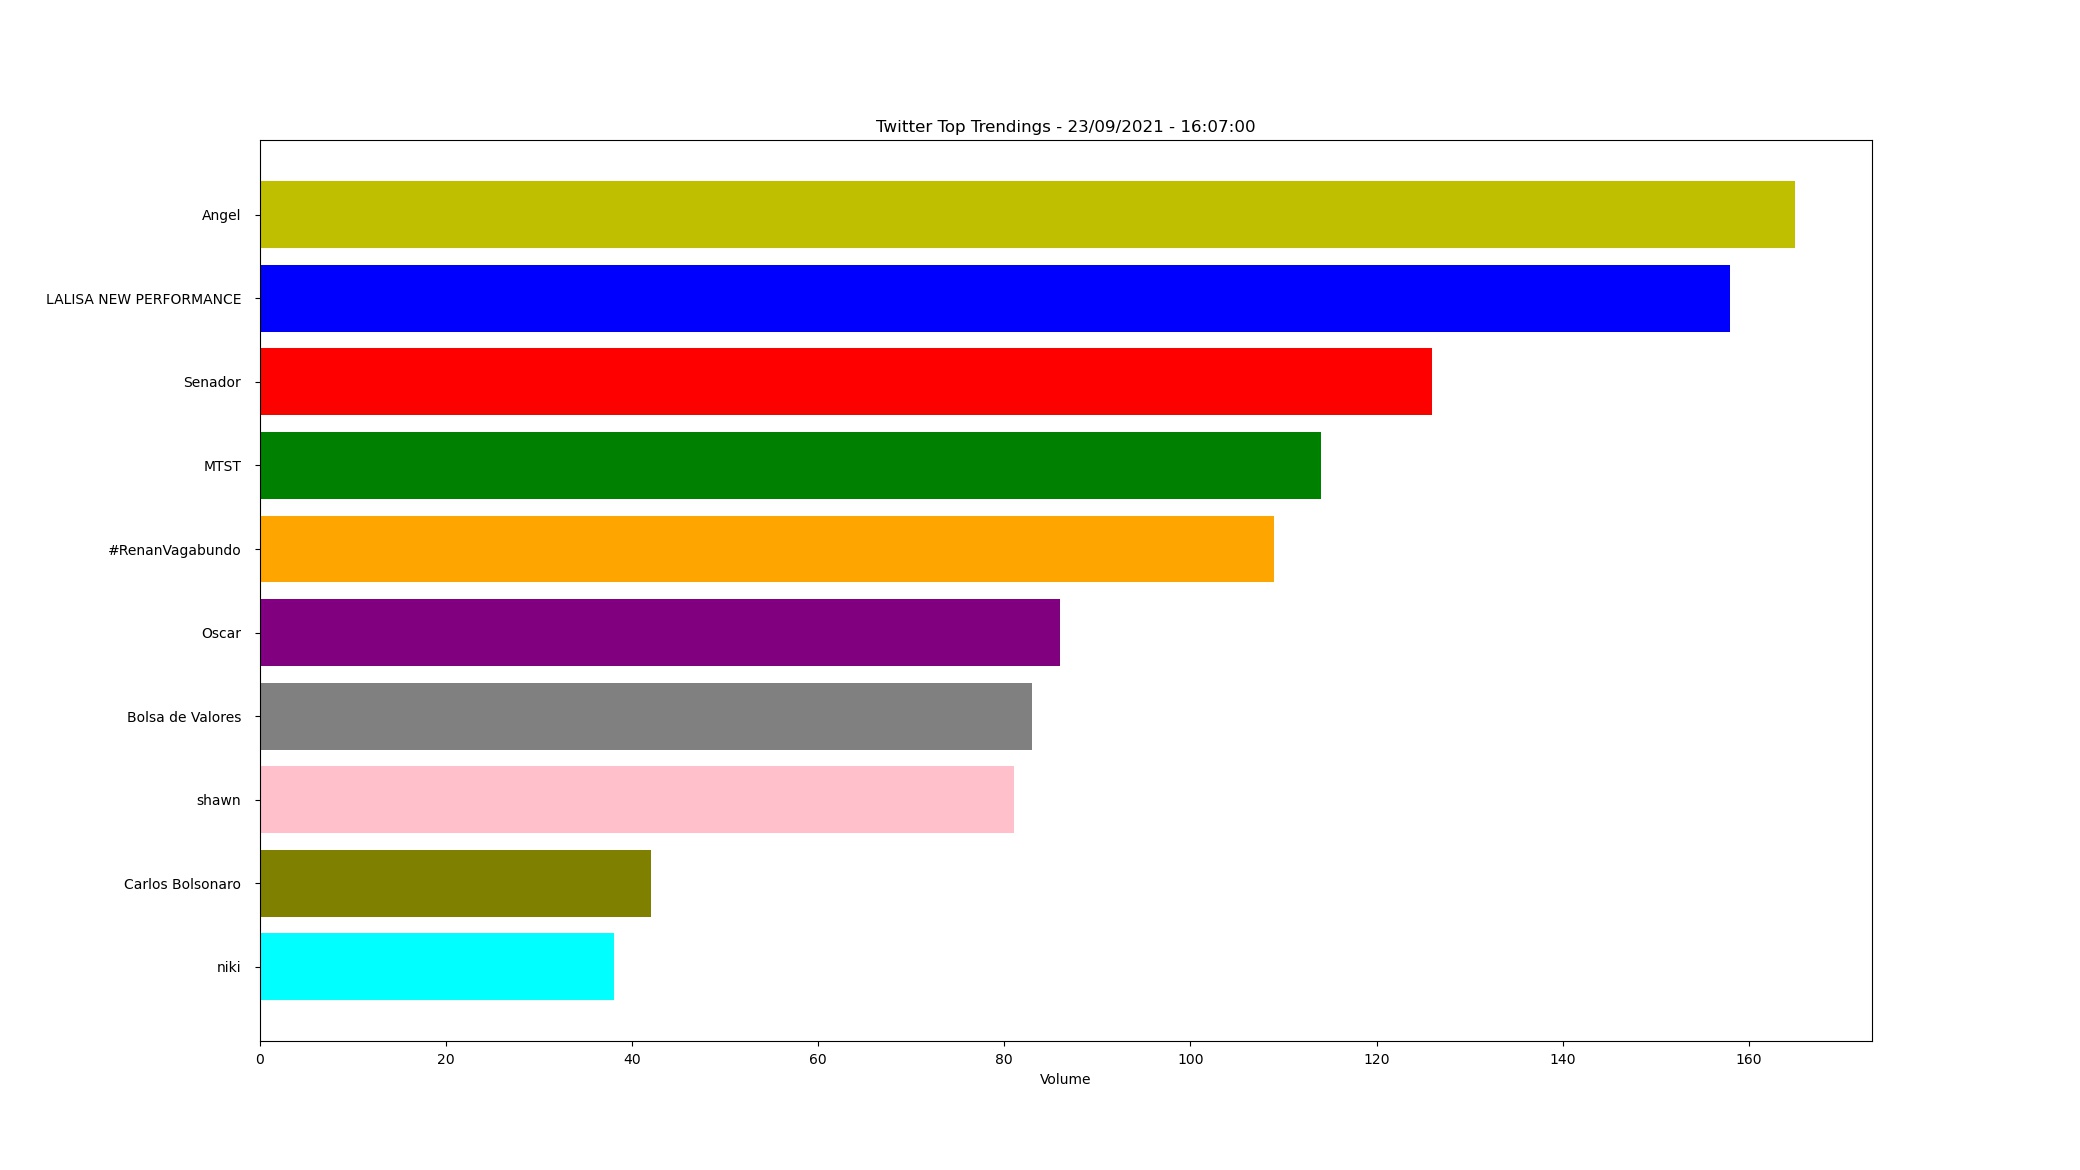 Twitter Top Trendings - 23/09/2021 - 16:07:00
Angel
LALISA NEW PERFORMANCE
Senador
MTST
#RenanVagabundo
Oscar
Bolsa de Valores
shawn
Carlos Bolsonaro
niki
0 20 40 60 80 100 120 140 160
Volume